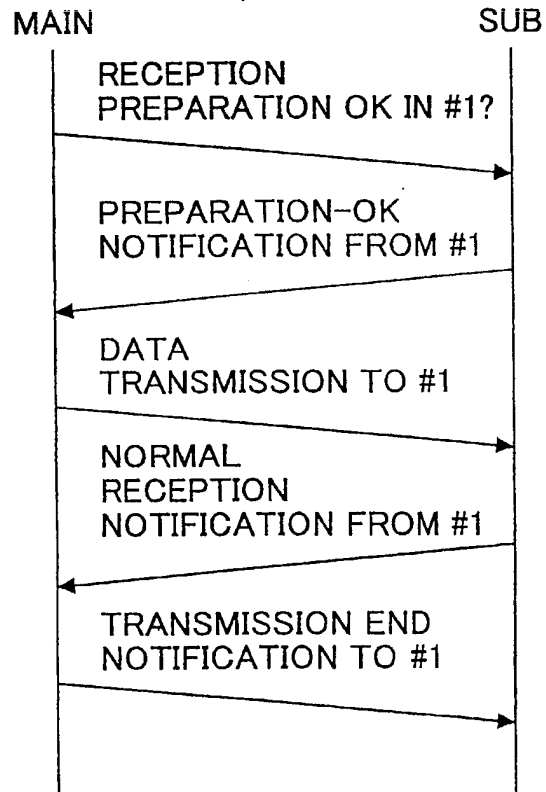 MAIN SUB
RECEPTION
PREPARATION OK IN #1?
PREPARATION-OK
NOTIFICATION FROM #1
DATA
TRANSMISSION TO #1
NORMAL
RECEPTION
NOTIFICATION FROM #1
TRANSMISSION END
NOTIFICATION TO #1